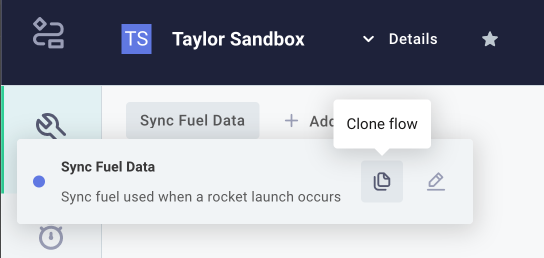 TS Taylor Sandbox Details
Sync Fuel Data
Clone flow
Sync Fuel Data
Sync fuel used when a rocket launch occurs